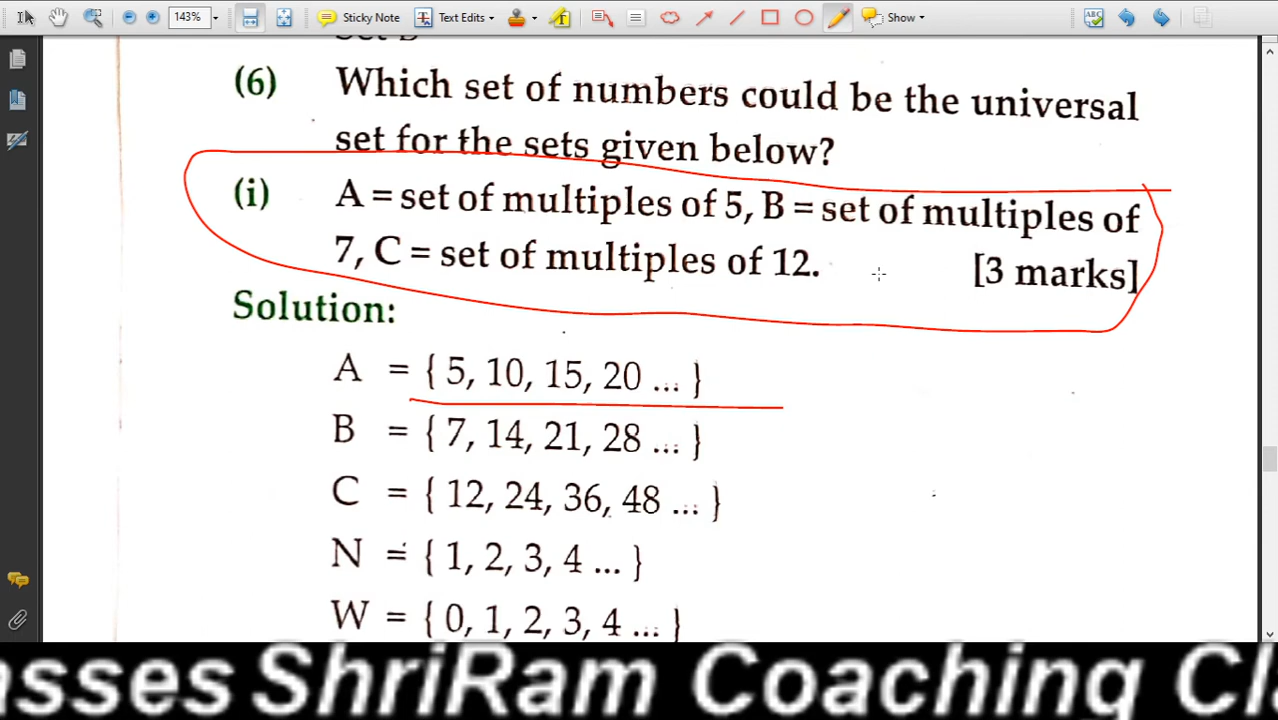 143%
Sticky Note
Text Edits
Show
(6) Which set of numbers could be the universal
set for the sets given below?
(i) A = set of multiples of 5, B = set of multiples of
7, C = set of multiples of 12. [3 marks]
Solution:
A = { 5, 10, 15, 20 ... }
B = { 7, 14, 21, 28 ... }
C = { 12, 24, 36, 48 ... }
N = { 1, 2, 3, 4 ... }
W = { 0, 1, 2, 3, 4 ... }
asses ShriRam Coaching Cl